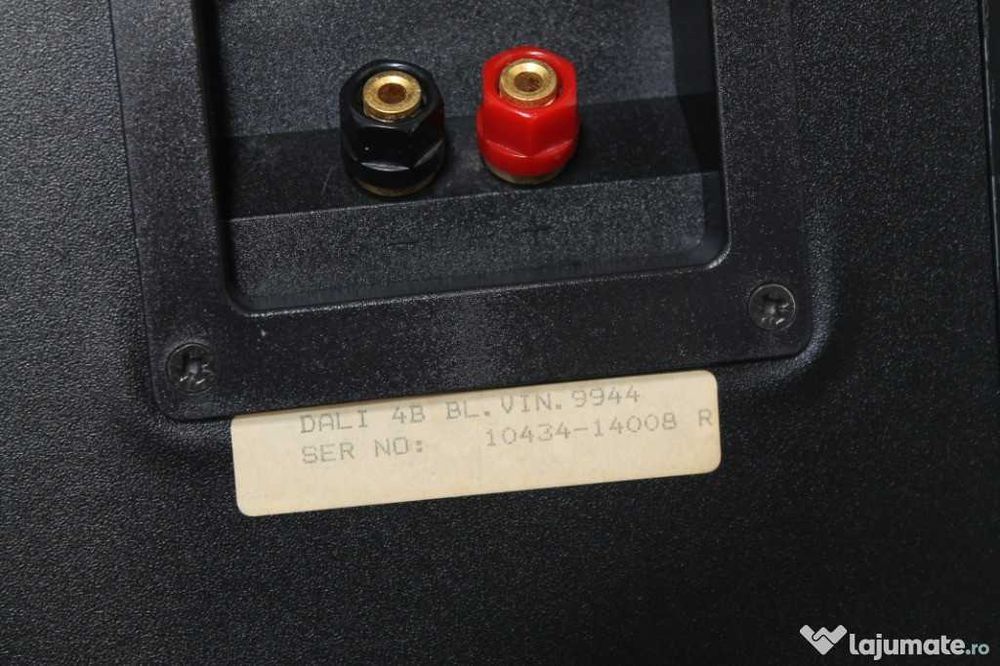 DALI 4B BL.VIN.9944
SER NO: 10434-14008 R
lajumate.ro